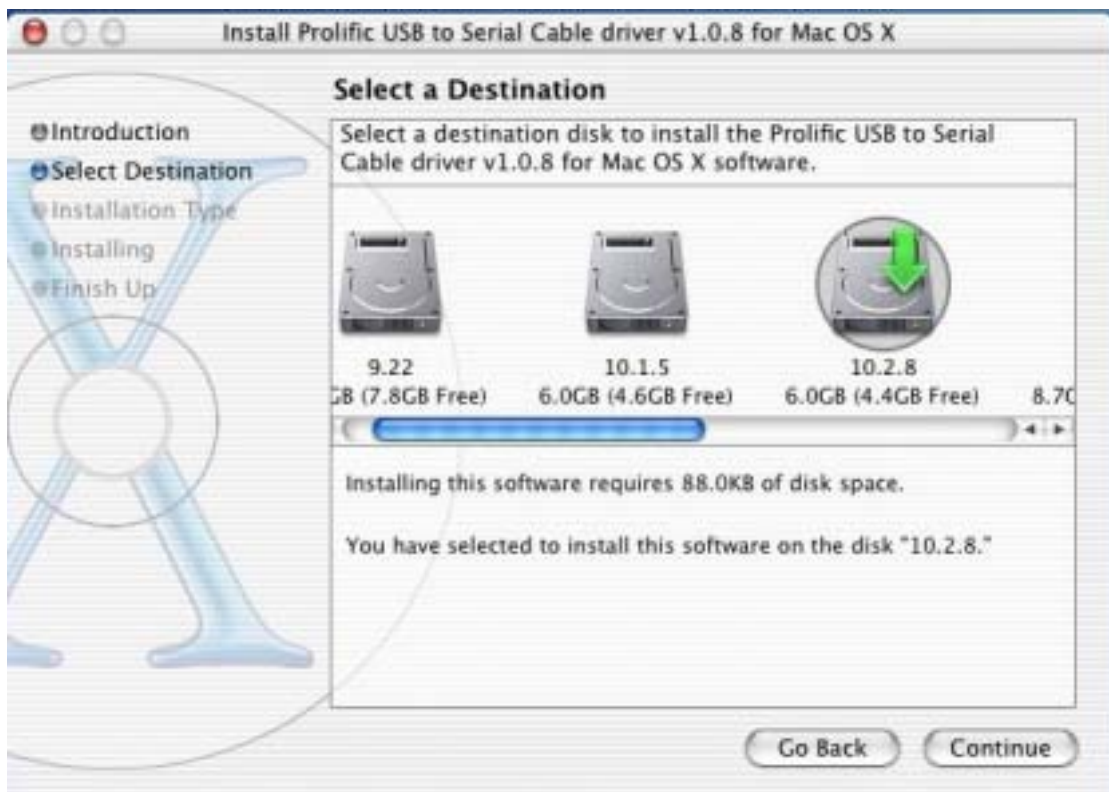 Install Prolific USB to Serial Cable driver v1.0.8 for Mac OS X
Select a Destination
Introduction
Select Destination
Installation Type
Installing
Finish Up
Select a destination disk to install the Prolific USB to Serial
Cable driver v1.0.8 for Mac OS X software.
9.22
10.1.5
10.2.8
GB (7.8GB Free)
6.0GB (4.6GB Free)
6.0GB (4.4GB Free)
8.7
Installing this software requires 88.0KB of disk space.
You have selected to install this software on the disk "10.2.8."
Go Back
Continue